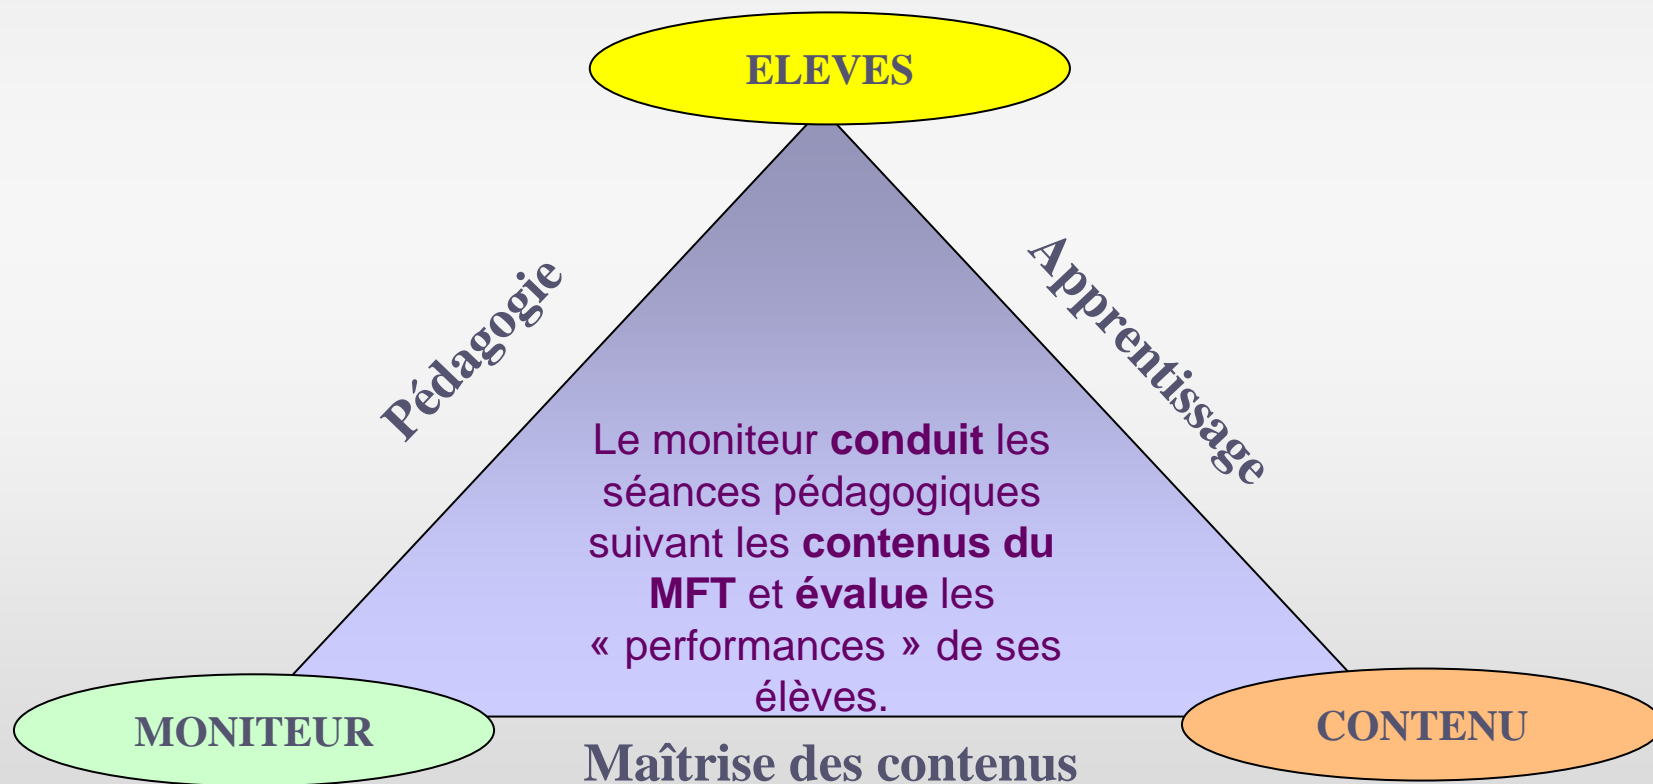 ELEVES
Pédagogie
Apprentissage
Le moniteur conduit les
séances pédagogiques
suivant les contenus du
MFT et évalue les
« performances » de ses
élèves.
MONITEUR
CONTENU
Maîtrise des contenus